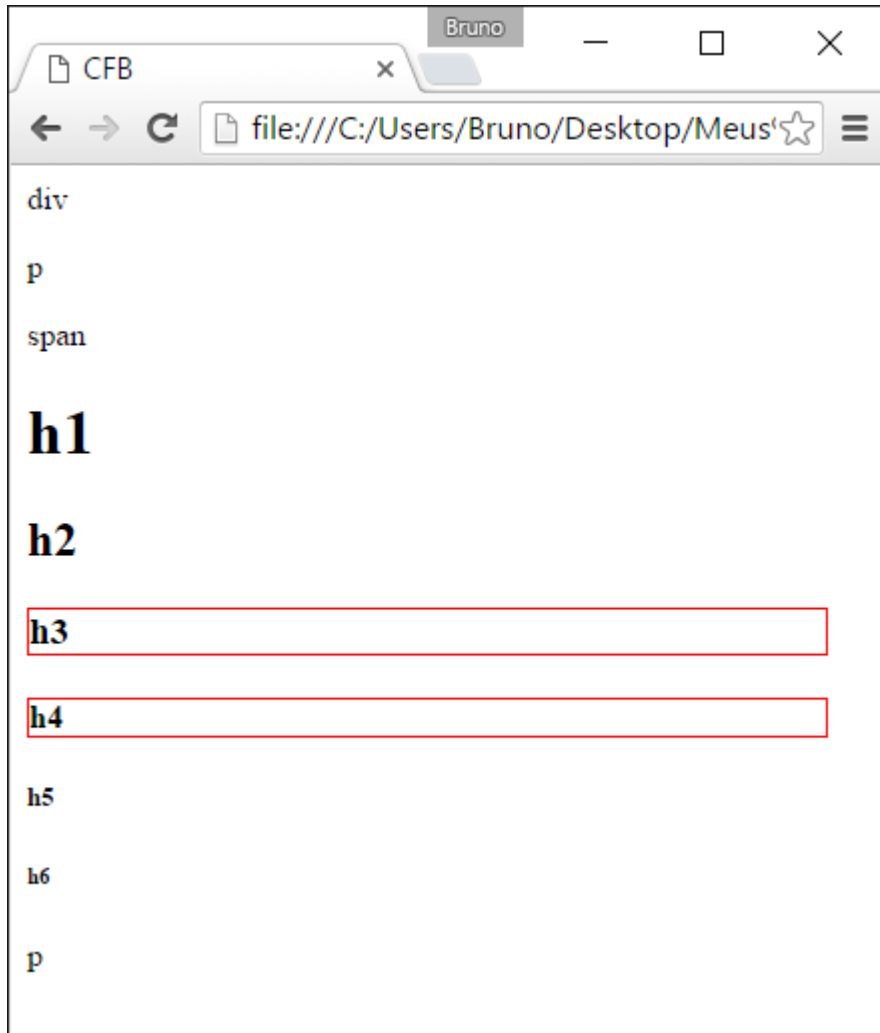 Bruno
CFB
file:///C:/Users/Bruno/Desktop/Meus
div
p
span
h1
h2
h3
h4
h5
h6
p